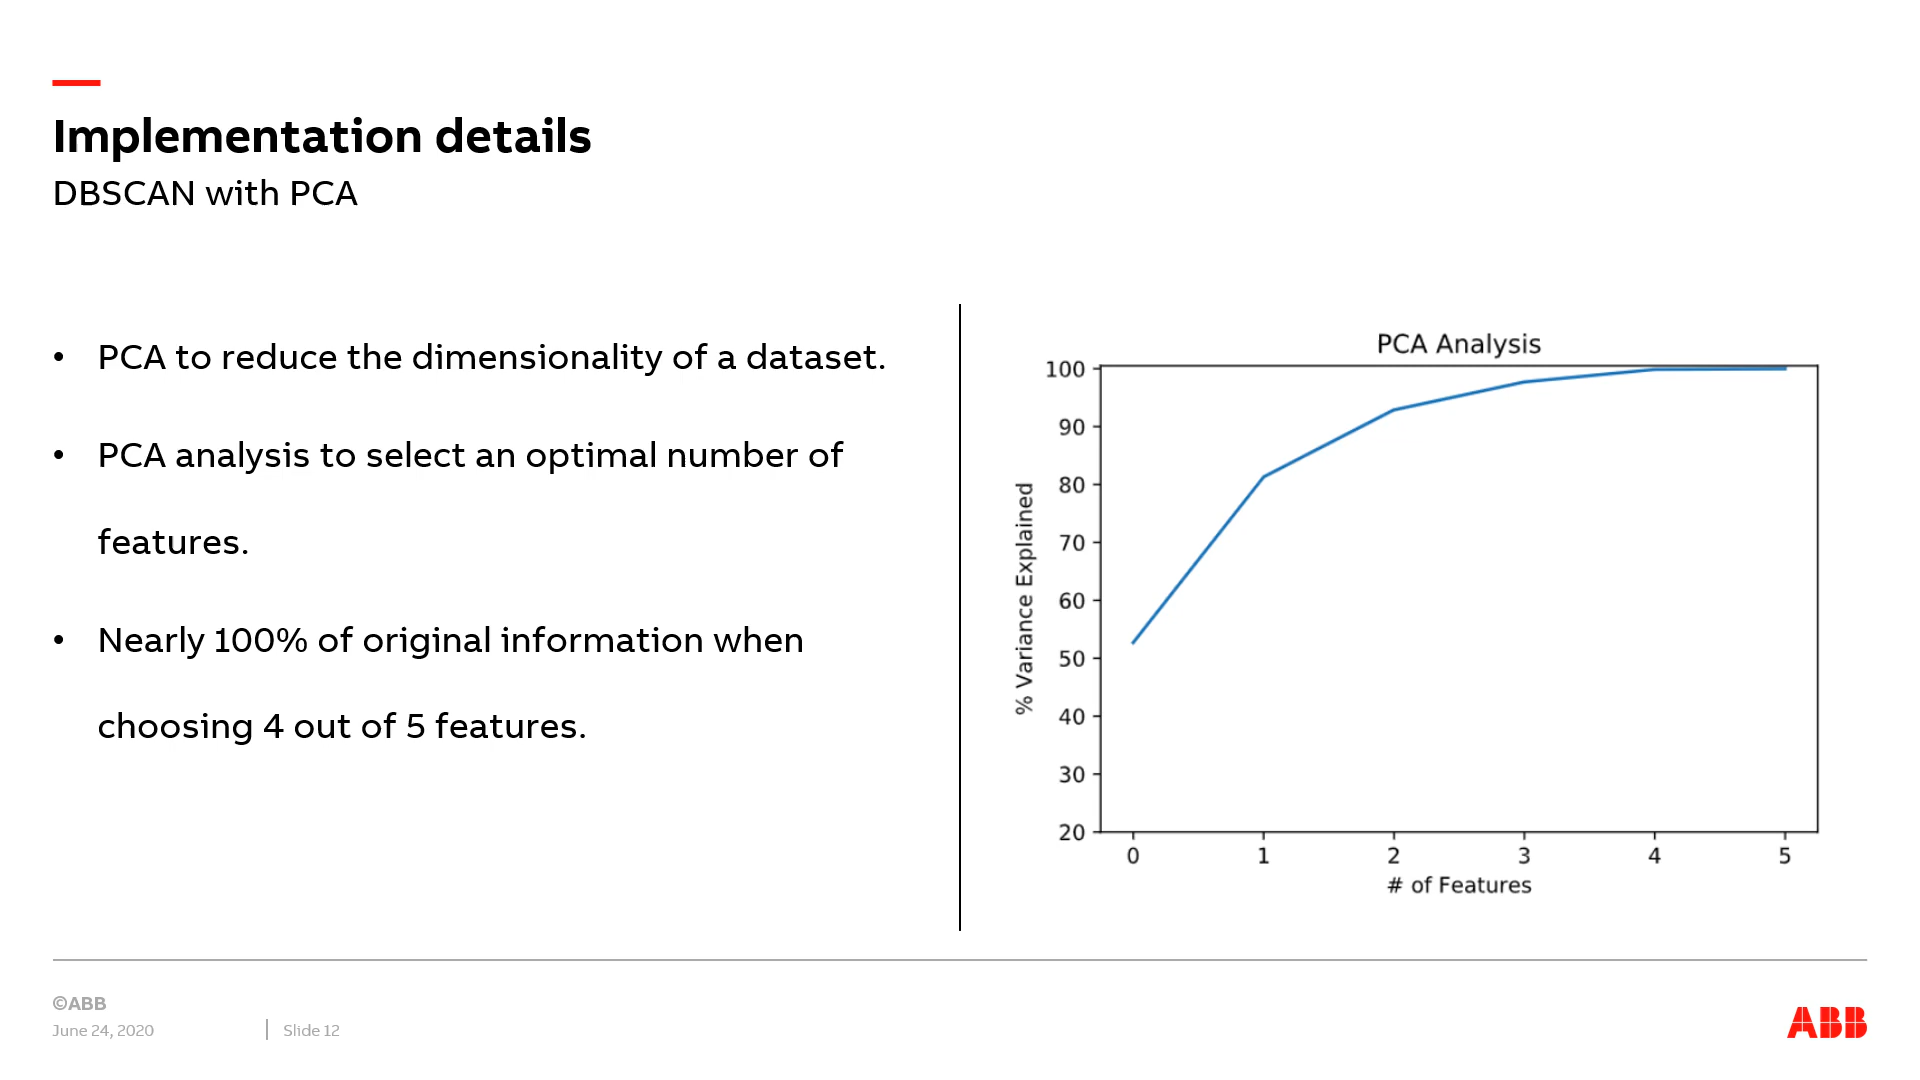 Implementation details
DBSCAN with PCA
• PCA to reduce the dimensionality of a dataset.
• PCA analysis to select an optimal number of
features.
• Nearly 100% of original information when
choosing 4 out of 5 features.
PCA Analysis
% Variance Explained
100
90
80
70
60
50
40
30
20
0 1 2 3 4 5
# of Features
©ABB
June 24, 2020
Slide 12
ABB